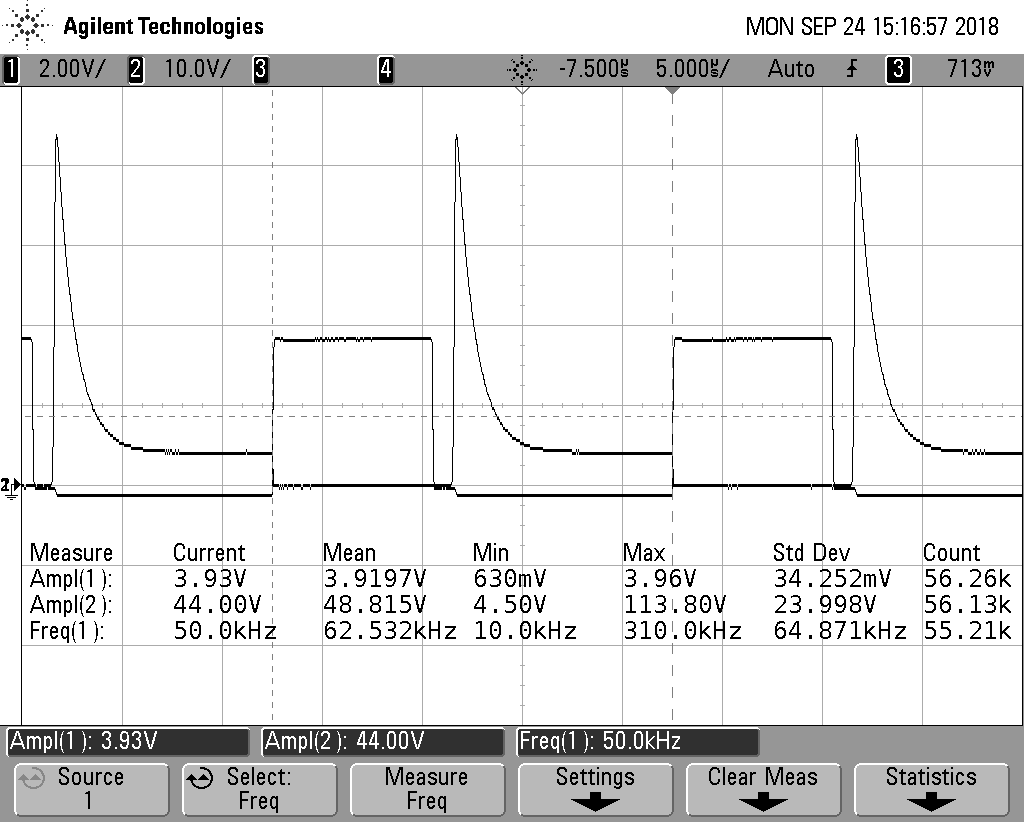 Agilent Technologies MON SEP 24 15:16:57 2018
1 2.00V/ 2 10.0V/ 3 4 -7.500µs 5.000µs/ Auto 3 713mV
2
Measure Current Mean Min Max Std Dev Count
Ampl(1): 3.93V 3.9197V 630mV 3.96V 34.252mV 56.26k
Ampl(2): 44.00V 48.815V 4.50V 113.80V 23.998V 56.13k
Freq(1): 50.0kHz 62.532kHz 10.0kHz 310.0kHz 64.871kHz 55.21k
Ampl(1): 3.93V Ampl(2): 44.00V Freq(1): 50.0kHz
Source Select: Measure Settings Clear Meas Statistics
1 Freq Freq